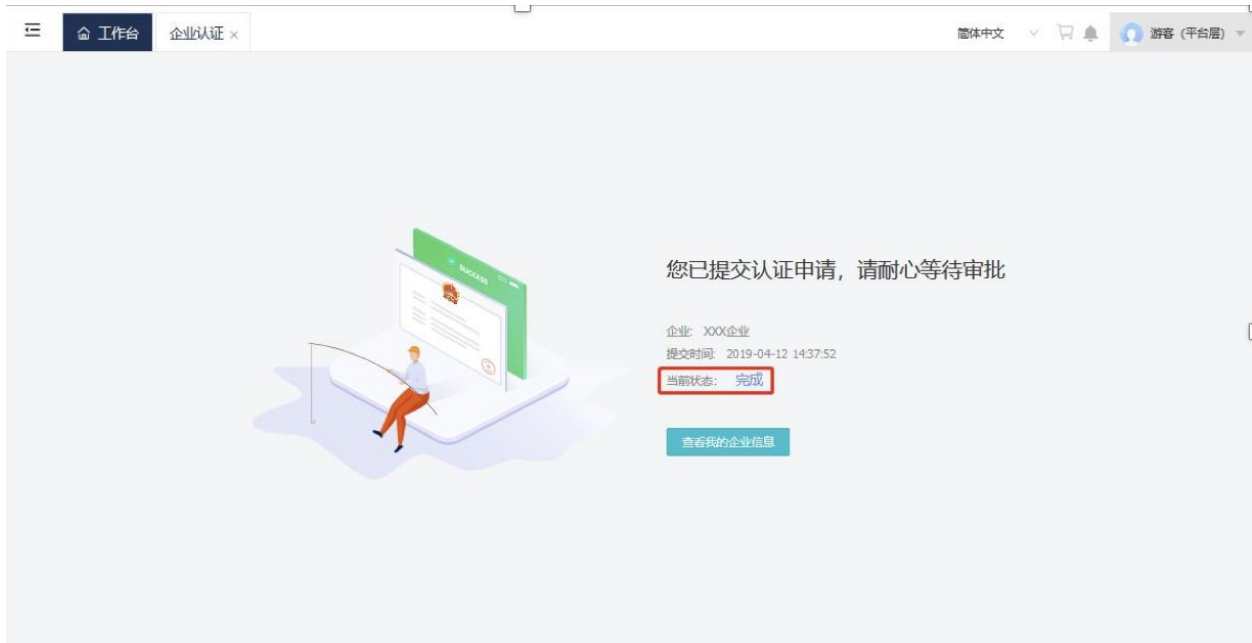 工作台
企业认证 ×
简体中文
游客 (平台层)
SUCCESS
您已提交认证申请，请耐心等待审批
企业: XXX企业
提交时间: 2019-04-12 14:37:52
当前状态: 完成
查看我的企业信息